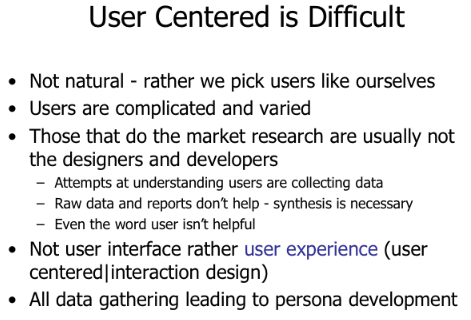 User Centered is Difficult
• Not natural - rather we pick users like ourselves
• Users are complicated and varied
• Those that do the market research are usually not
the designers and developers
– Attempts at understanding users are collecting data
– Raw data and reports don't help - synthesis is necessary
– Even the word user isn't helpful
• Not user interface rather user experience (user
centered|interaction design)
• All data gathering leading to persona development